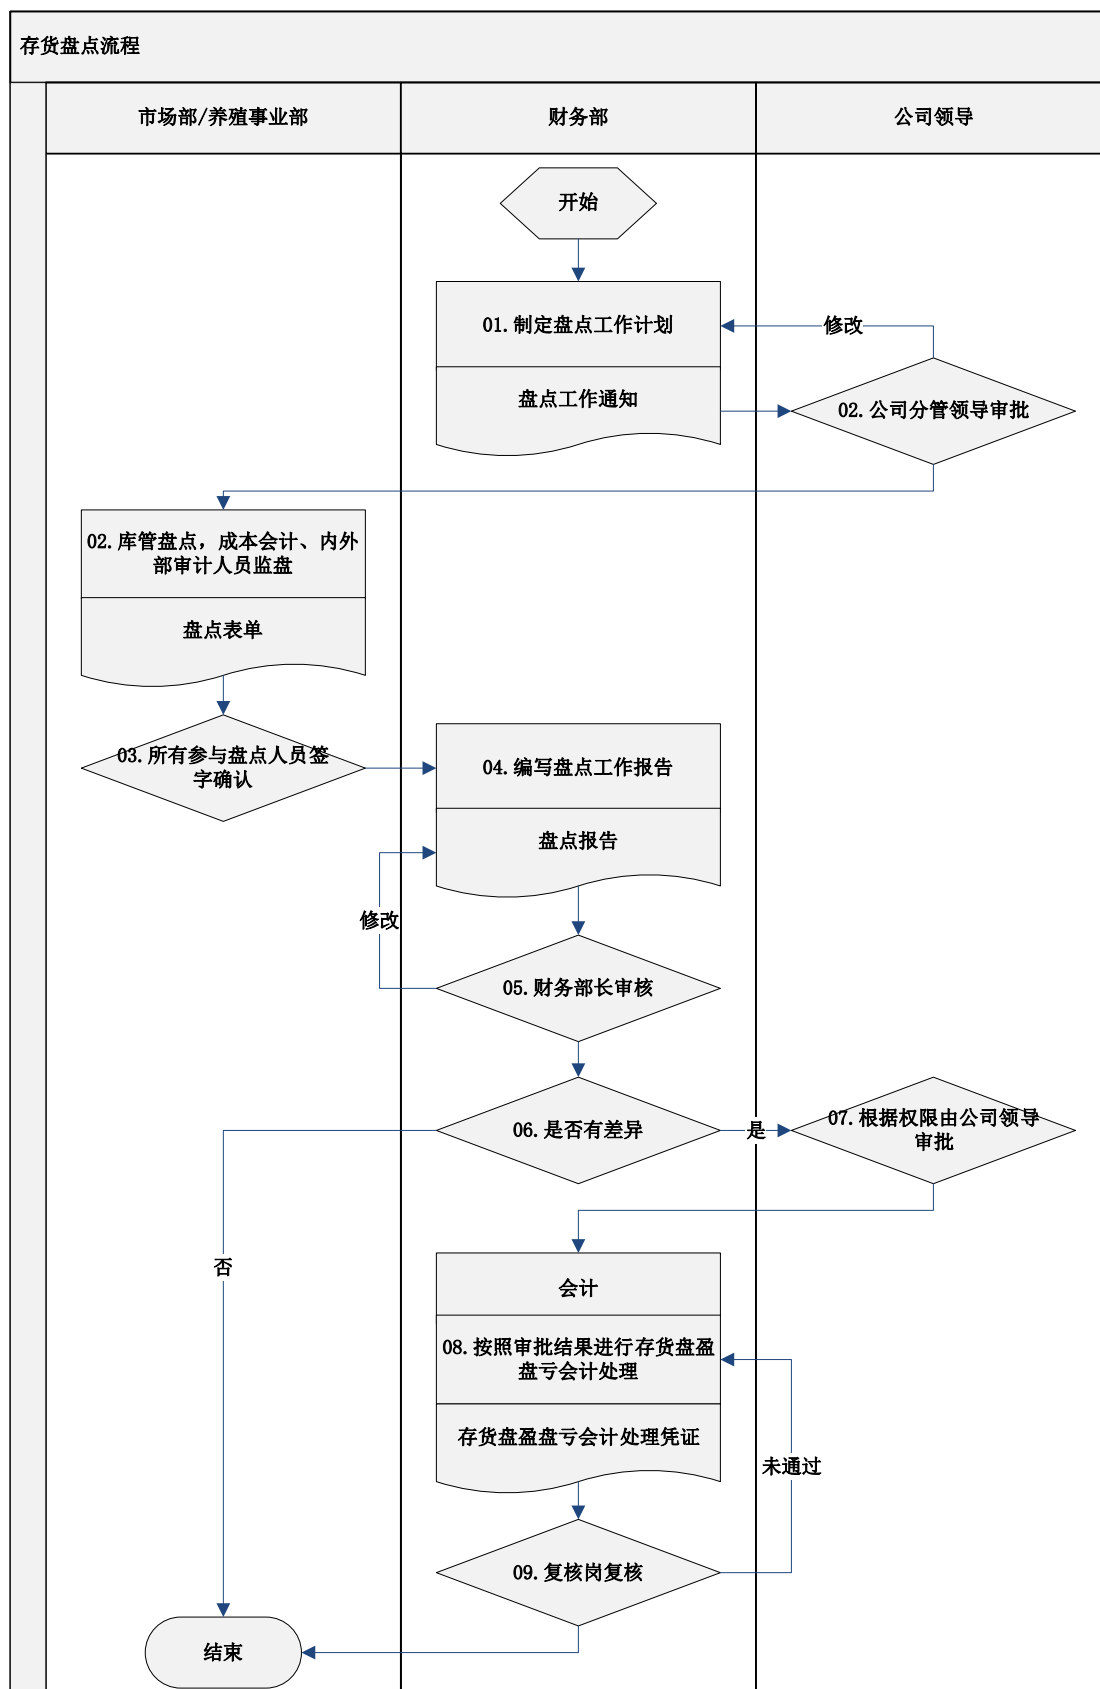 存货盘点流程
市场部/养殖事业部
财务部
公司领导
开始
01.制定盘点工作计划
修改
盘点工作通知
02.公司分管领导审批
02.库管盘点，成本会计、内外
部审计人员监盘
盘点表单
03.所有参与盘点人员签
字确认
04.编写盘点工作报告
盘点报告
修改
05.财务部长审核
06.是否有差异
是
07.根据权限由公司领导
审批
否
会计
08.按照审批结果进行存货盘盈
盘亏会计处理
存货盘盈盘亏会计处理凭证
未通过
09.复核岗复核
结束